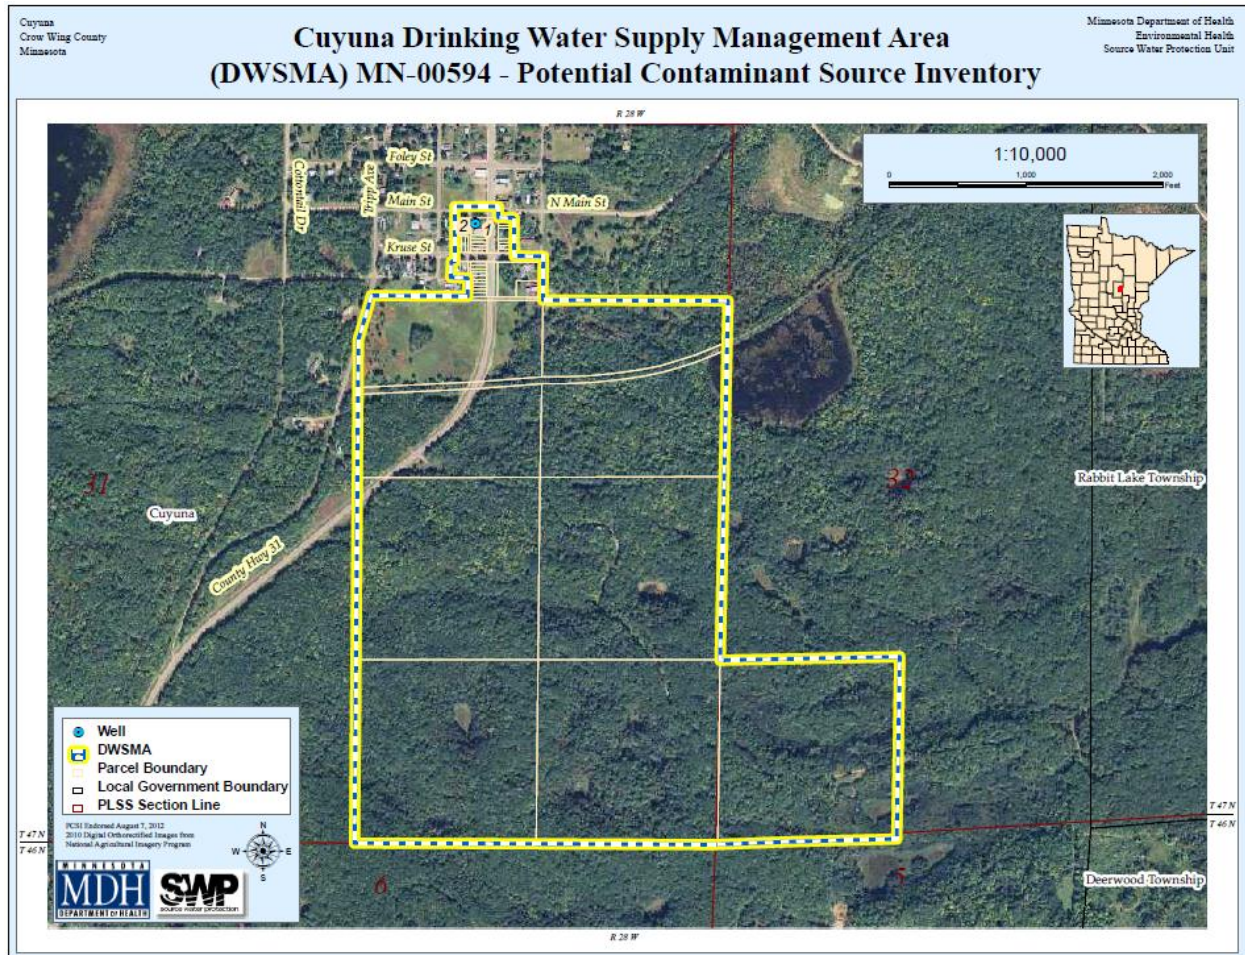 Cuyuna
Crow Wing County
Minnesota
Cuyuna Drinking Water Supply Management Area
(DWSMA) MN-00594 - Potential Contaminant Source Inventory
Minnesota Department of Health
Environmental Health
Source Water Protection Unit
R 28 W
1:10,000
0 1,000 2,000
Feet
Foley St
Cottontail Dr
Tripp Ave
Main St
N Main St
2 1
Kruse St
31
32
Rabbit Lake Township
Cuyuna
County Hwy 31
Well
DWSMA
Parcel Boundary
Local Government Boundary
PLSS Section Line
PCSI Endorsed August 7, 2012
2010 Digital Orthorectified Images from
National Agricultural Imagery Program
N
W E
S
T 47 N
T 46 N
T 47 N
T 46 N
MINNESOTA
MDH
DEPARTMENT of HEALTH
SWP
source water protection
6
5
Deerwood Township
R 28 W